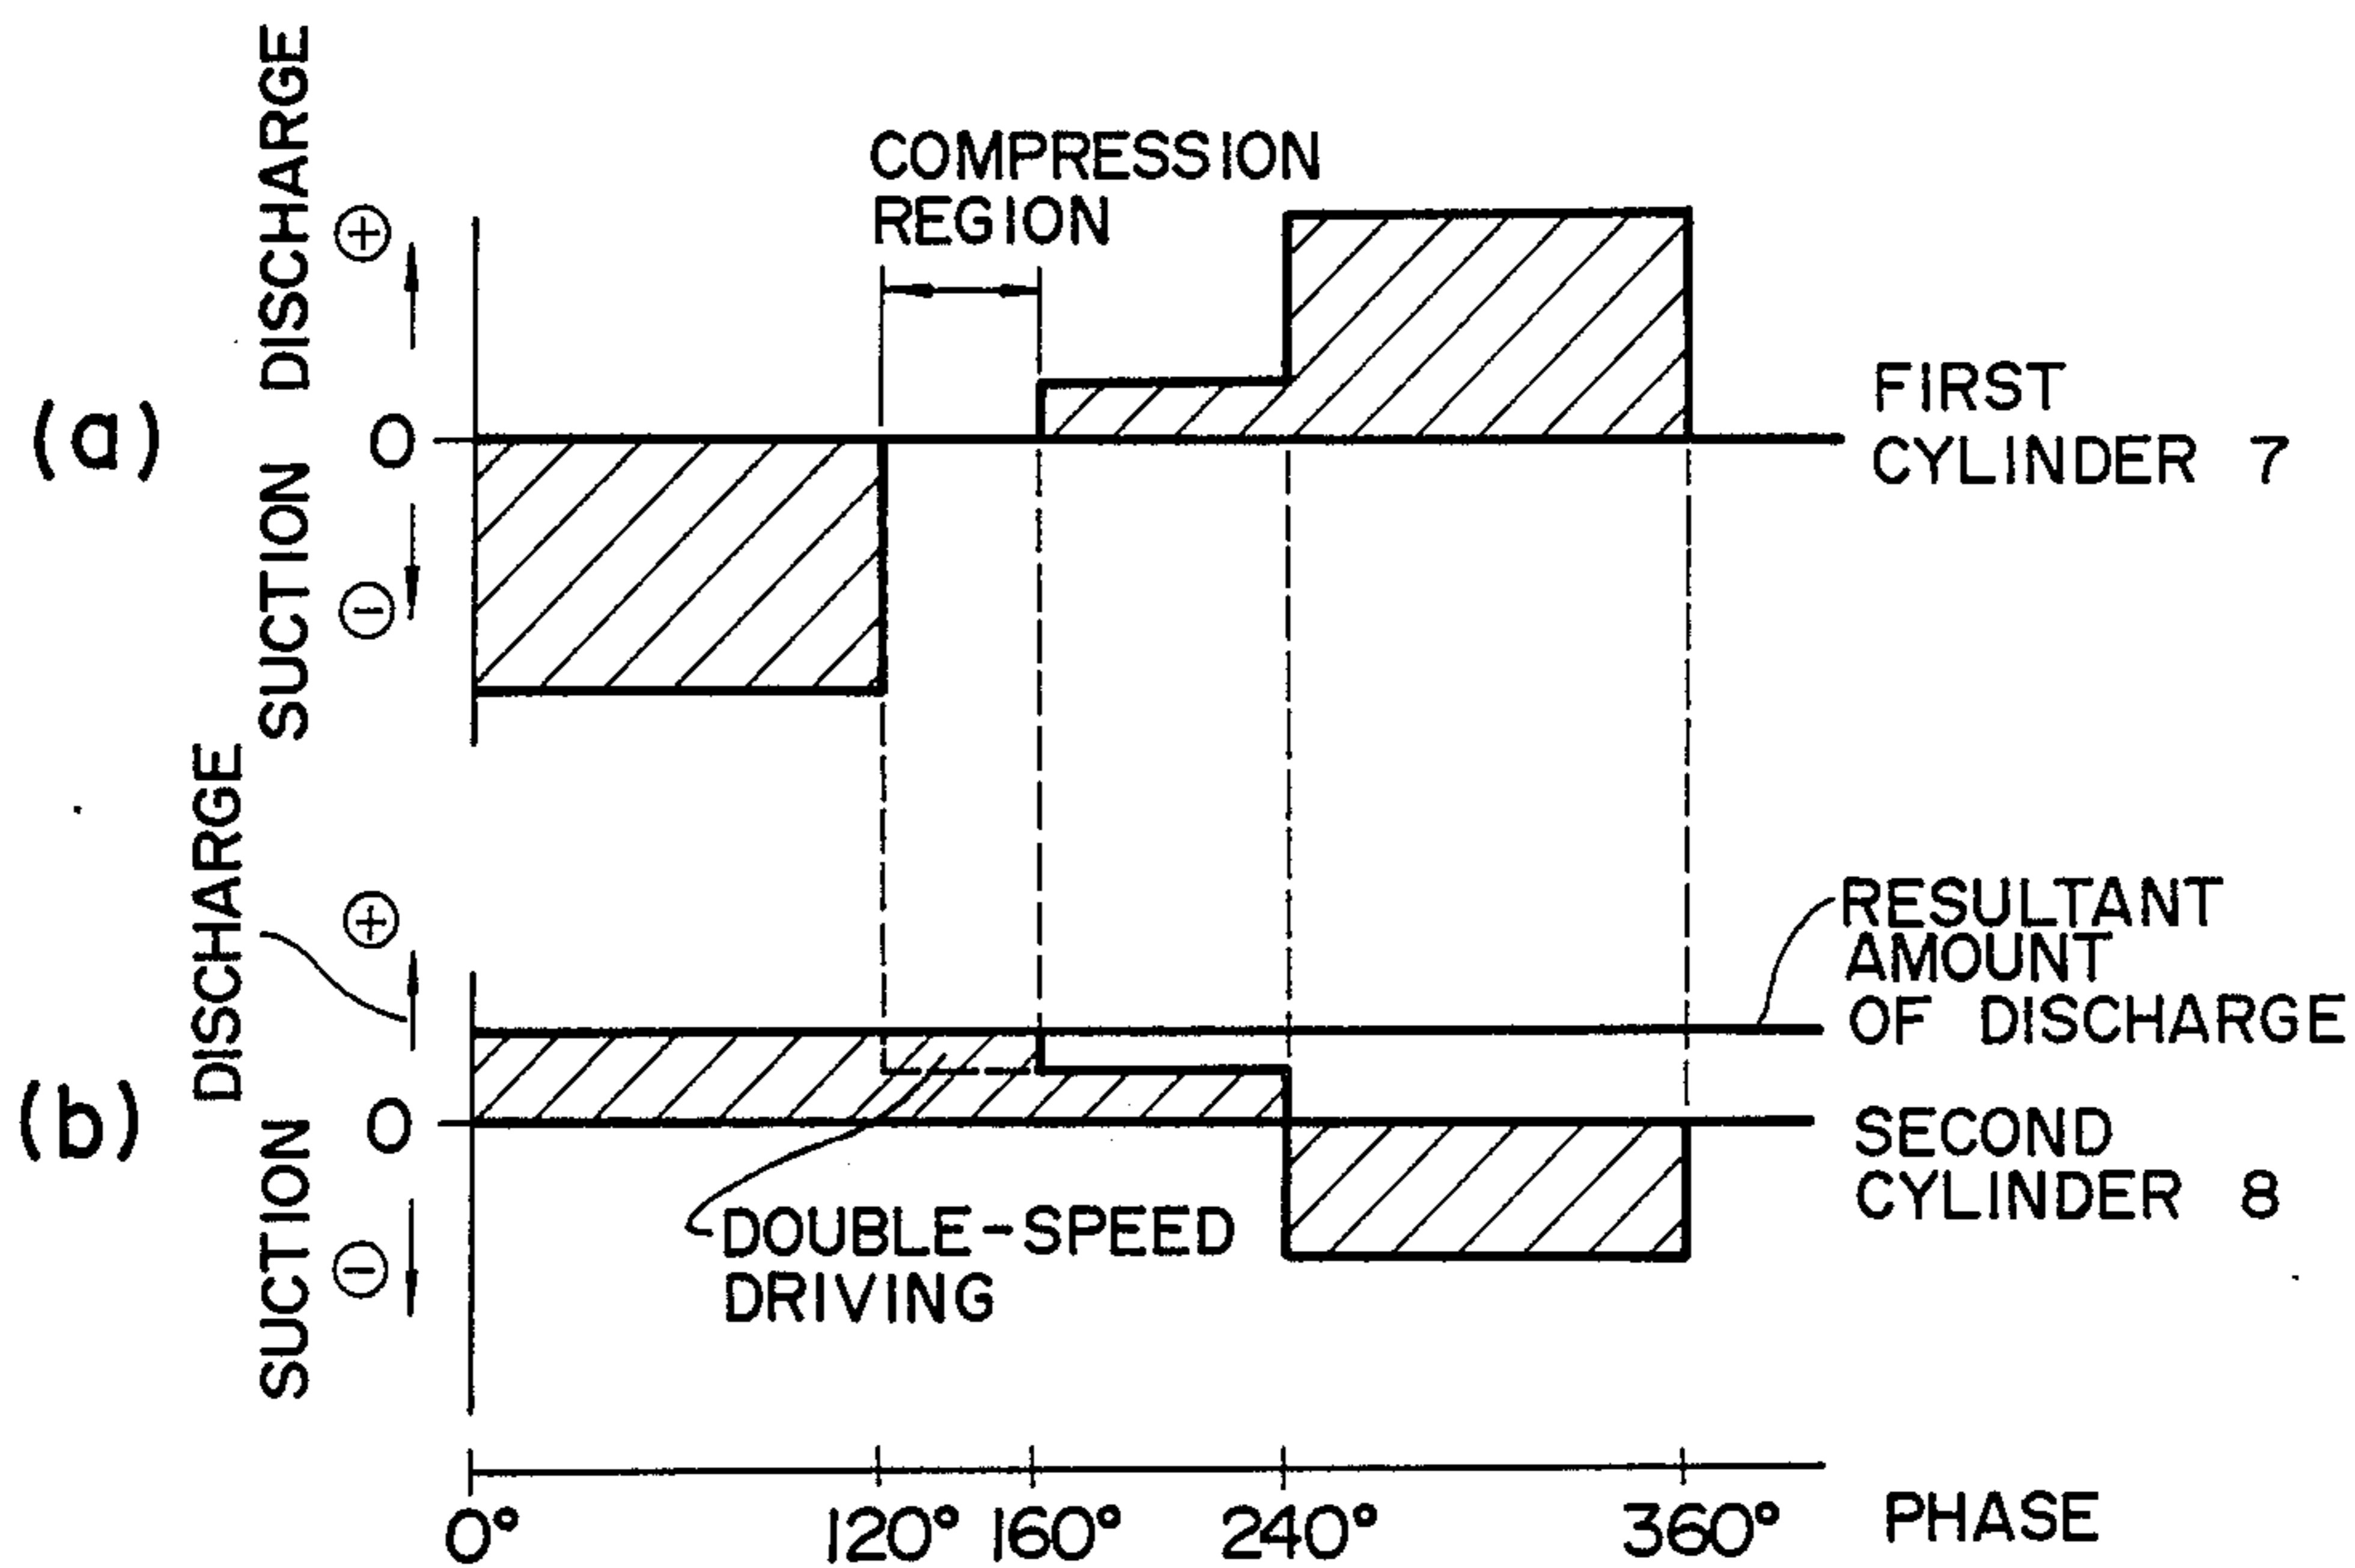 (a)
DISCHARGE
⊕
O
SUCTION
⊖
COMPRESSION
REGION
FIRST
CYLINDER 7
(b)
DISCHARGE
⊕
O
SUCTION
⊖
RESULTANT
AMOUNT
OF DISCHARGE
SECOND
CYLINDER 8
DOUBLE-SPEED
DRIVING
0° 120° 160° 240° 360° PHASE